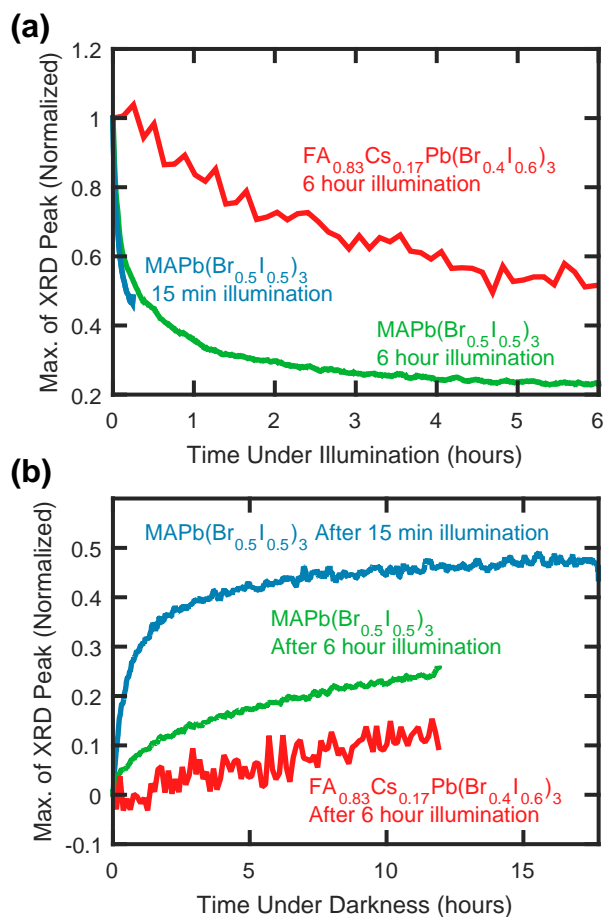 (a)
1.2
1
0.8
0.6
0.4
0.2
Max. of XRD Peak (Normalized)
FA0.83Cs0.17Pb(Br0.4I0.6)3
6 hour illumination
MAPb(Br0.5I0.5)3
15 min illumination
MAPb(Br0.5I0.5)3
6 hour illumination
0 1 2 3 4 5 6
Time Under Illumination (hours)
(b)
0.5
0.4
0.3
0.2
0.1
0
-0.1
Max. of XRD Peak (Normalized)
MAPb(Br0.5I0.5)3 After 15 min illumination
MAPb(Br0.5I0.5)3
After 6 hour illumination
FA0.83Cs0.17Pb(Br0.4I0.6)3
After 6 hour illumination
0 5 10 15
Time Under Darkness (hours)